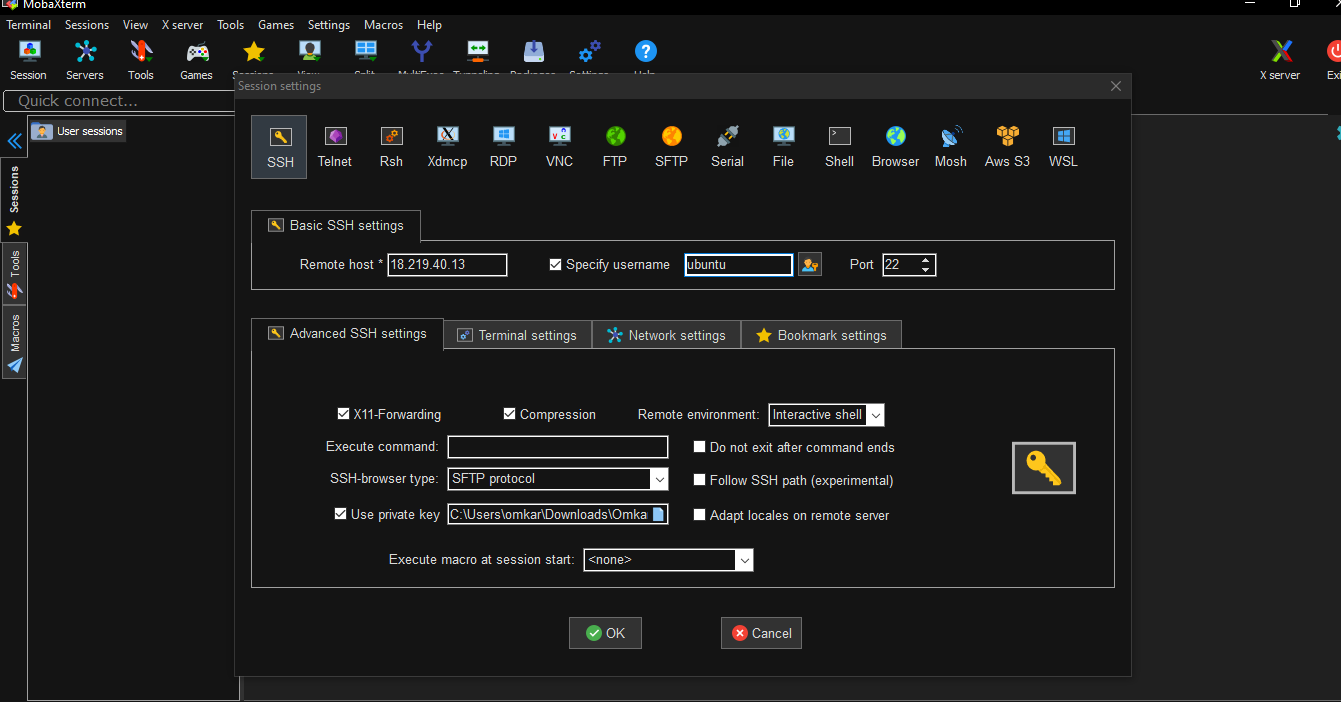 MobaXterm
Terminal Sessions View X server Tools Games Settings Macros Help
Session Servers Tools Games X server
Quick connect...
User sessions
Sessions
Tools
Macros
Session settings
SSH Telnet Rsh Xdmcp RDP VNC FTP SFTP Serial File Shell Browser Mosh Aws S3 WSL
Basic SSH settings
Remote host * 18.219.40.13 Specify username ubuntu Port 22
Advanced SSH settings Terminal settings Network settings Bookmark settings
X11-Forwarding Compression Remote environment: Interactive shell
Execute command: Do not exit after command ends
SSH-browser type: SFTP protocol Follow SSH path (experimental)
Use private key C:\Users\omkar\Downloads\Omka Adapt locales on remote server
Execute macro at session start: <none>
OK Cancel